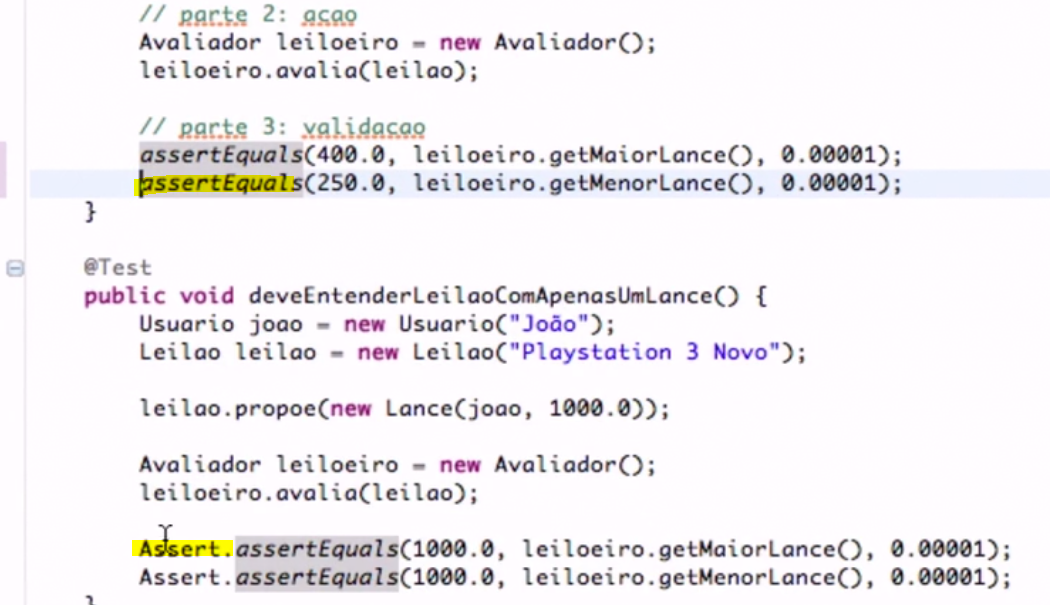 // parte 2: acao
Avaliador leiloeiro = new Avaliador();
leiloeiro.avalia(leilao);
// parte 3: validacao
assertEquals(400.0, leiloeiro.getMaiorLance(), 0.00001);
assertEquals(250.0, leiloeiro.getMenorLance(), 0.00001);
}
@Test
public void deveEntenderLeilaoComApenasUmLance() {
Usuario joao = new Usuario("João");
Leilao leilao = new Leilao("Playstation 3 Novo");
leilao.propoe(new Lance(joao, 1000.0));
Avaliador leiloeiro = new Avaliador();
leiloeiro.avalia(leilao);
Assert.assertEquals(1000.0, leiloeiro.getMaiorLance(), 0.00001);
Assert.assertEquals(1000.0, leiloeiro.getMenorLance(), 0.00001);
}